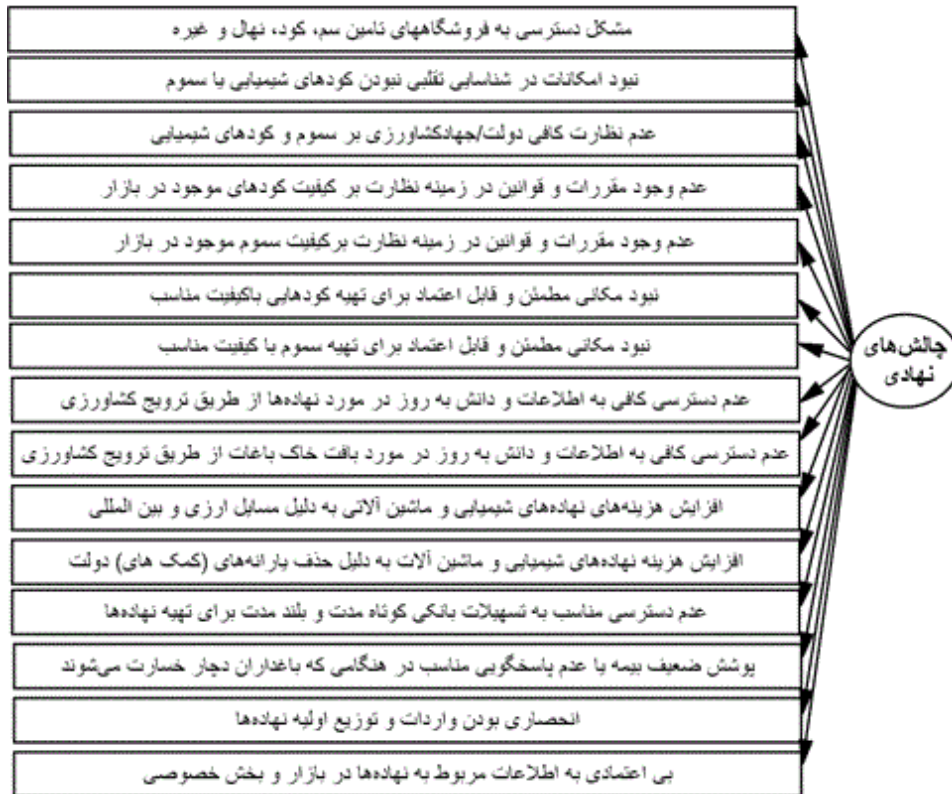 مشکل دسترسی به فروشگاههای تامین سم، کود، نهال و غیره
نبود امکانات در شناسایی تقلبی نبودن کودهای شیمیایی یا سموم
عدم نظارت کافی دولت/جهادکشاورزی بر سموم و کودهای شیمیایی
عدم وجود مقررات و قوانین در زمینه نظارت بر کیفیت کودهای موجود در بازار
عدم وجود مقررات و قوانین در زمینه نظارت برکیفیت سموم موجود در بازار
نبود مکانی مطمئن و قابل اعتماد برای تهیه کودهایی باکیفیت مناسب
نبود مکانی مطمئن و قابل اعتماد برای تهیه سموم با کیفیت مناسب
چالش‌های
نهادی
عدم دسترسی کافی به اطلاعات و دانش به روز در مورد نهاده‌ها از طریق ترویج کشاورزی
عدم دسترسی کافی به اطلاعات و دانش به روز در مورد بافت خاک باغات از طریق ترویج کشاورزی
افزایش هزینه‌های نهاده‌های شیمیایی و ماشین آلاتی به دلیل مسایل ارزی و بین المللی
افزایش هزینه نهاده‌های شیمیایی و ماشین آلات به دلیل حذف یارانه‌های (کمک های) دولت
عدم دسترسی مناسب به تسهیلات بانکی کوتاه مدت و بلند مدت برای تهیه نهاده‌ها
پوشش ضعیف بیمه یا عدم پاسخگویی مناسب در هنگامی که باغداران دچار خسارت می‌شوند
انحصاری بودن واردات و توزیع اولیه نهاده‌ها
بی اعتمادی به اطلاعات مربوط به نهاده‌ها در بازار و بخش خصوصی